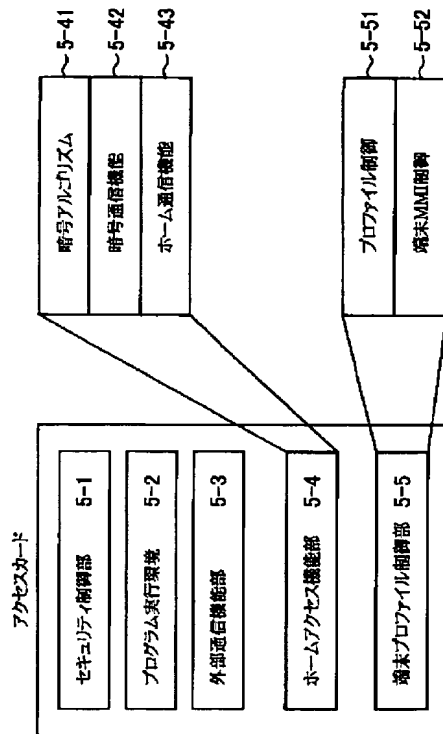 アクセスカード
セキュリティ制御部 5-1
プログラム実行環境 5-2
外部通信機能部 5-3
ホームアクセス機能部 5-4
端末プロファイル制御部 5-5
暗号アルゴリズム 5-41
暗号通信機能 5-42
ホーム通信機能 5-43
プロファイル制御 5-51
端末MMI制御 5-52